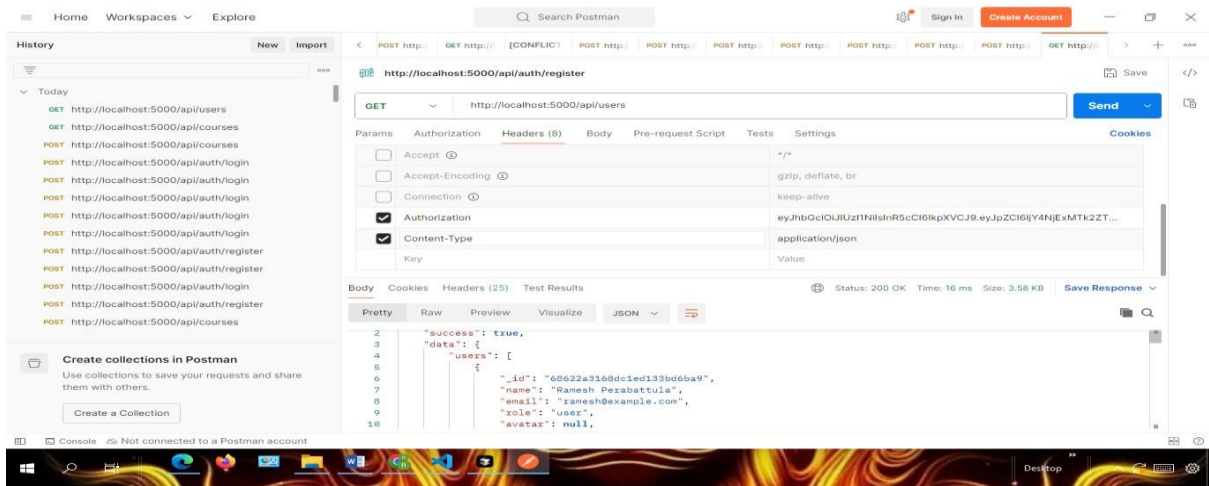 Home Workspaces Explore Search Postman Sign In Create Account
History New Import POST http:/ GET http:// [CONFLICT POST http:/ POST http:/ POST http:/ POST http:/ POST http:/ POST http:/ POST http:/ GET http://l
http://localhost:5000/api/auth/register Save
Today
GET http://localhost:5000/api/users
GET http://localhost:5000/api/courses
POST http://localhost:5000/api/courses
POST http://localhost:5000/api/auth/login
POST http://localhost:5000/api/auth/login
POST http://localhost:5000/api/auth/login
POST http://localhost:5000/api/auth/login
POST http://localhost:5000/api/auth/login
POST http://localhost:5000/api/auth/register
POST http://localhost:5000/api/auth/register
POST http://localhost:5000/api/auth/login
POST http://localhost:5000/api/auth/register
POST http://localhost:5000/api/courses
Create collections in Postman
Use collections to save your requests and share
them with others.
Create a Collection
GET http://localhost:5000/api/users Send
Params Authorization Headers (8) Body Pre-request Script Tests Settings Cookies
Accept */*
Accept-Encoding gzip, deflate, br
Connection keep-alive
Authorization
Content-Type application/json
Key Value
Body Cookies Headers (25) Test Results Status: 200 OK Time: 16 ms Size: 3.58 KB Save Response
Pretty Raw Preview Visualize JSON
2 "success": true,
3 "data": {
4 "users": [
5 {
6 "_id": "68622a3168dc1ed133bd6ba9",
7 "name": "Ramesh Perabattula",
8 "email": "ramesh@example.com",
9 "role": "user",
10 "avatar": null,
Console Not connected to a Postman account
Desktop